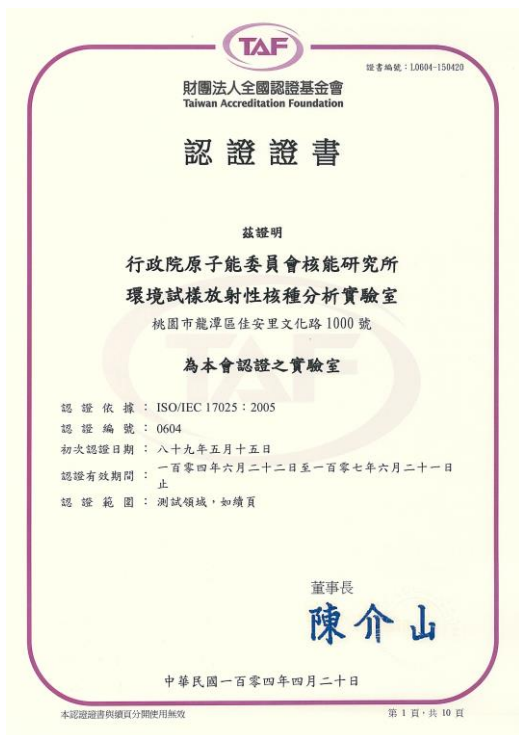 TAF
證書編號：L0604-150420
財團法人全國認證基金會
Taiwan Accreditation Foundation
認證證書
茲證明
行政院原子能委員會核能研究所
環境試樣放射性核種分析實驗室
桃園市龍潭區佳安里文化路1000號
為本會認證之實驗室
認證依據：ISO/IEC 17025：2005
認證編號：0604
初次認證日期：八十九年五月十五日
認證有效期間：一百零四年六月二十二日至一百零七年六月二十一日
止
認證範圍：測試領域，如續頁
董事長
陳介山
中華民國一百零四年四月二十日
本認證證書與續頁分開使用無效
第1頁，共10頁